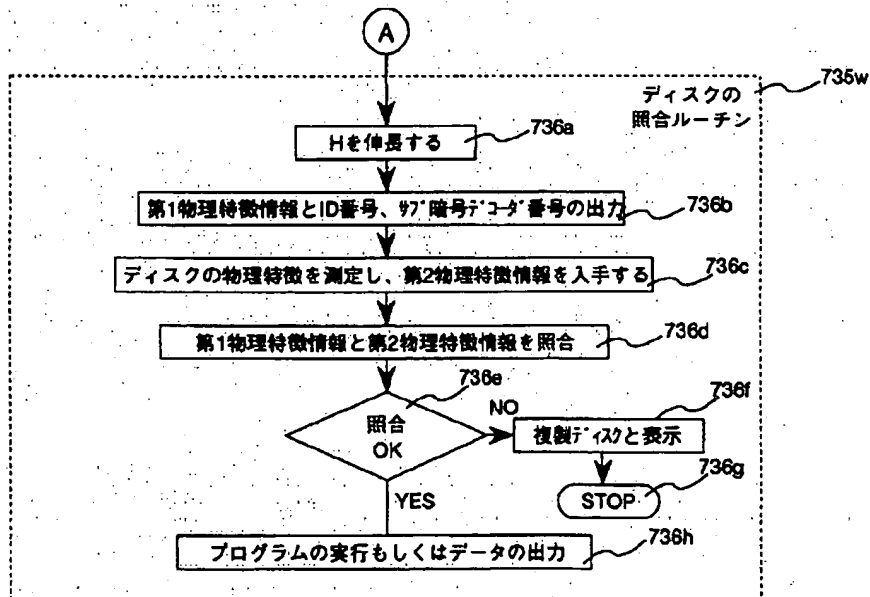 A
735w
ディスクの
照合ルーチン
Hを伸長する
736a
第1物理特徴情報とID番号、ｻﾌﾞ暗号ﾃﾞｺｰﾀﾞ番号の出力
736b
ディスクの物理特徴を測定し、第2物理特徴情報を入手する
736c
第1物理特徴情報と第2物理特徴情報を照合
736d
736e
照合
OK
NO
736f
複製ﾃﾞｨｽｸと表示
736g
STOP
YES
736h
プログラムの実行もしくはデータの出力